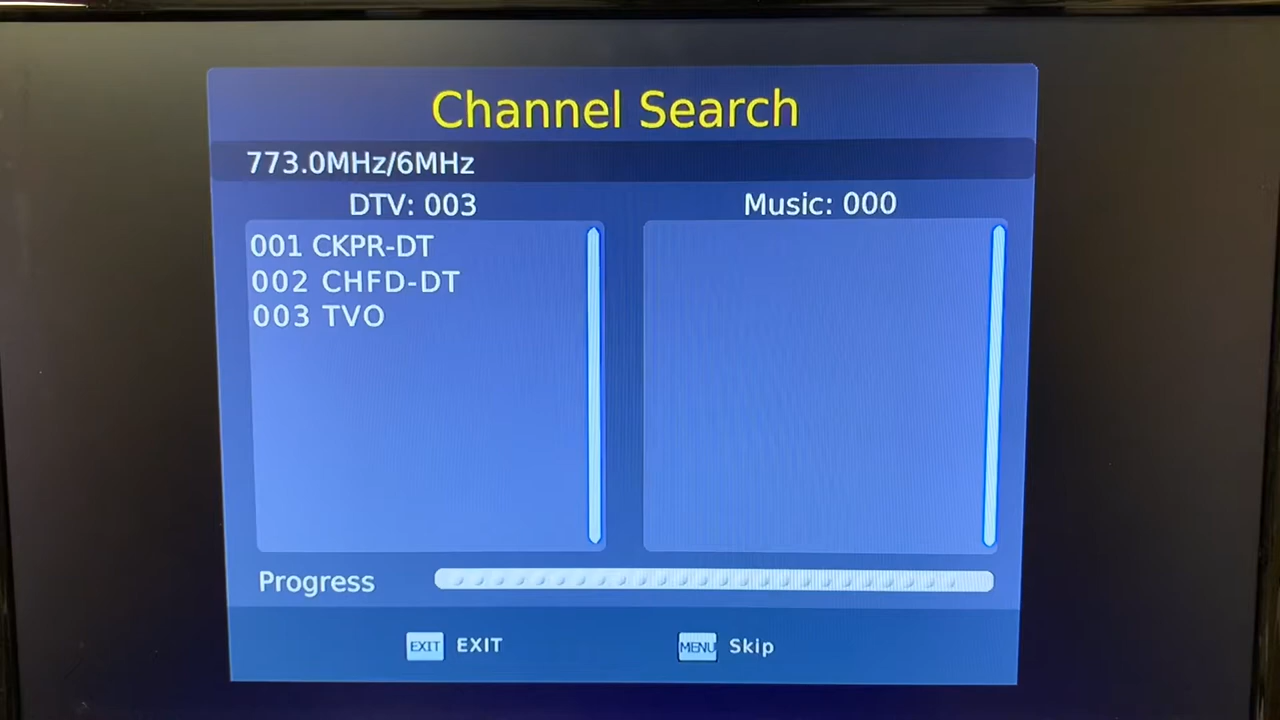 Channel Search
773.0MHz/6MHz
DTV: 003
Music: 000
001 CKPR-DT
002 CHFD-DT
003 TVO
Progress
EXIT EXIT
MENU Skip